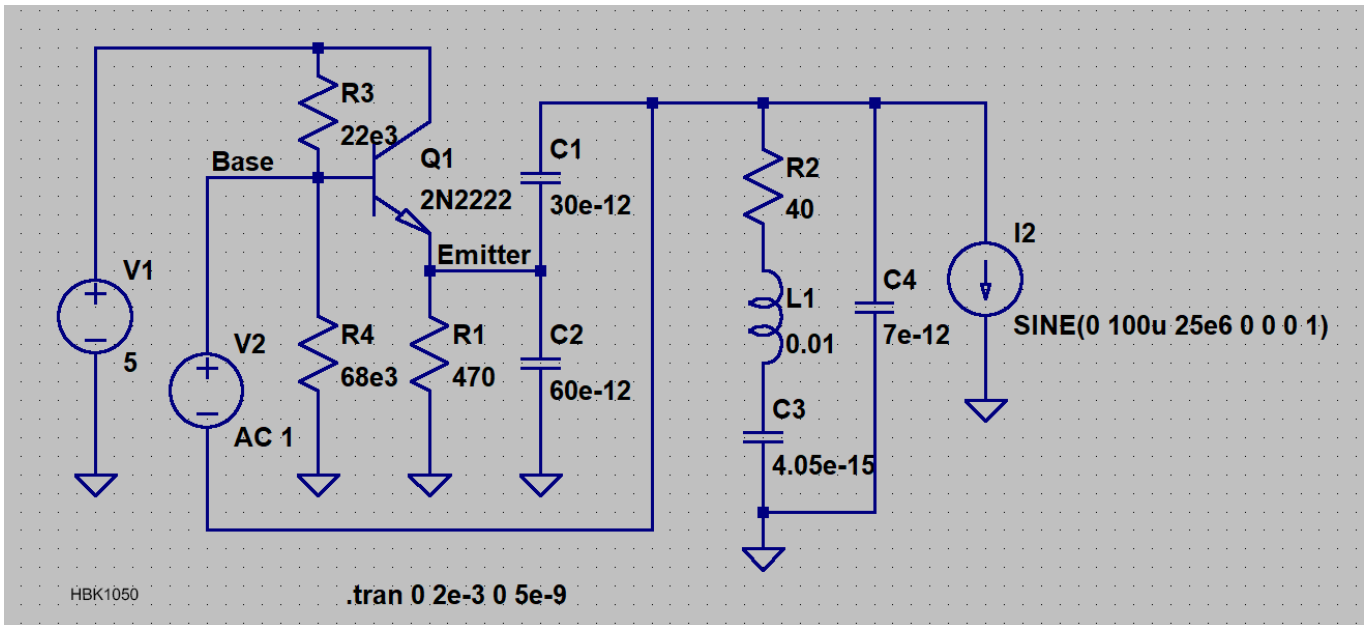 R3
22e3
Base
Q1
2N2222
C1
30e-12
R2
40
Emitter
I2
V1
5
V2
AC 1
R4
68e3
R1
470
C2
60e-12
L1
0.01
C4
7e-12
SINE(0 100u 25e6 0 0 0 1)
C3
4.05e-15
HBK1050
.tran 0 2e-3 0 5e-9